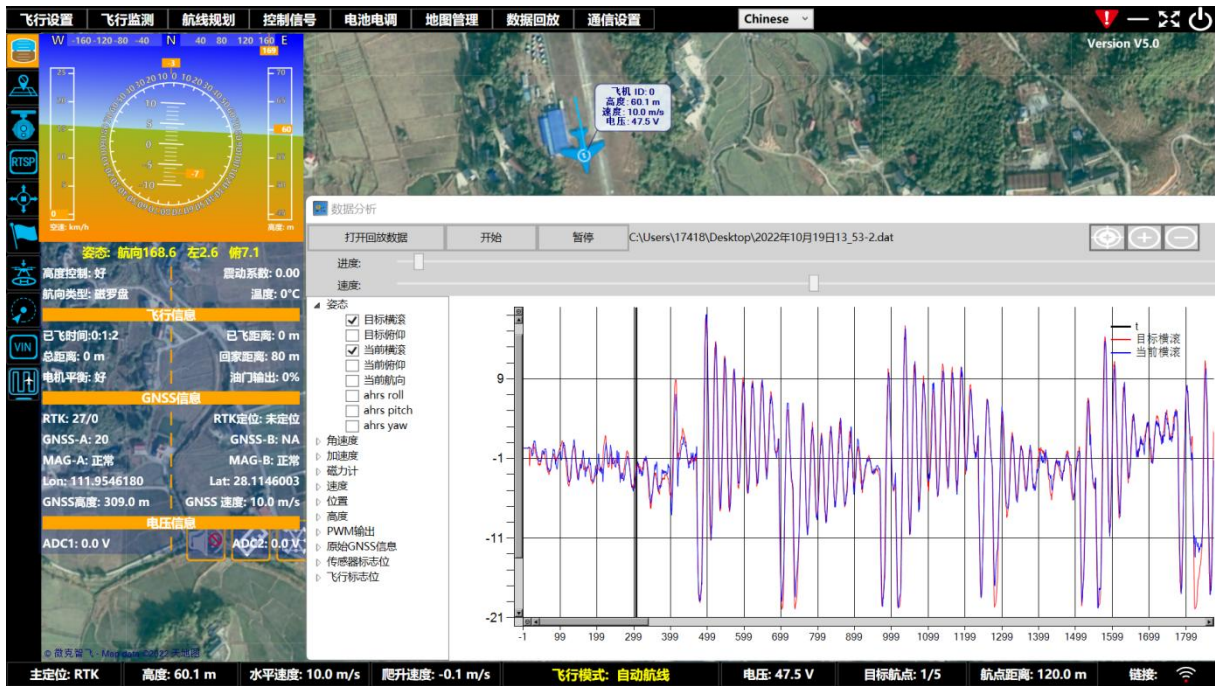 飞行设置 飞行监测 航线规划 控制信号 电池电调 地图管理 数据回放 通信设置 Chinese
Version V5.0
W -160 -120 -80 -40 N 40 80 120 160 E
169
飞机 ID: 0
高度: 60.1 m
速度: 10.0 m/s
电压: 47.5 V
RTSP
VIN
空速: km/h 高度: m
姿态: 航向168.6 左2.6 俯7.1
高度控制: 好 震动系数: 0.00
航向类型: 磁罗盘 温度: 0°C
飞行信息
已飞时间:0:1:2 已飞距离: 0 m
总距离: 0 m 回家距离: 80 m
电机平衡: 好 油门输出: 0%
GNSS信息
RTK: 27/0 RTK定位: 未定位
GNSS-A: 20 GNSS-B: NA
MAG-A: 正常 MAG-B: 正常
Lon: 111.9546180 Lat: 28.1146003
GNSS高度: 309.0 m GNSS 速度: 10.0 m/s
电压信息
ADC1: 0.0 V ADC2: 0.0 V
数据分析
打开回放数据 开始 暂停 C:\Users\17418\Desktop\2022年10月19日13_53-2.dat
进度:
速度:
姿态
目标横滚
目标俯仰
当前横滚
当前俯仰
当前航向
ahrs roll
ahrs pitch
ahrs yaw
角速度
加速度
磁力计
速度
位置
高度
PWM输出
原始GNSS信息
传感器标志位
飞行标志位
t
目标横滚
当前横滚
9
-1
-11
-21
-1 99 199 299 399 499 599 699 799 899 999 1099 1199 1299 1399 1499 1599 1699 1799
主定位: RTK 高度: 60.1 m 水平速度: 10.0 m/s 爬升速度: -0.1 m/s 飞行模式: 自动航线 电压: 47.5 V 目标航点: 1/5 航点距离: 120.0 m 链接: